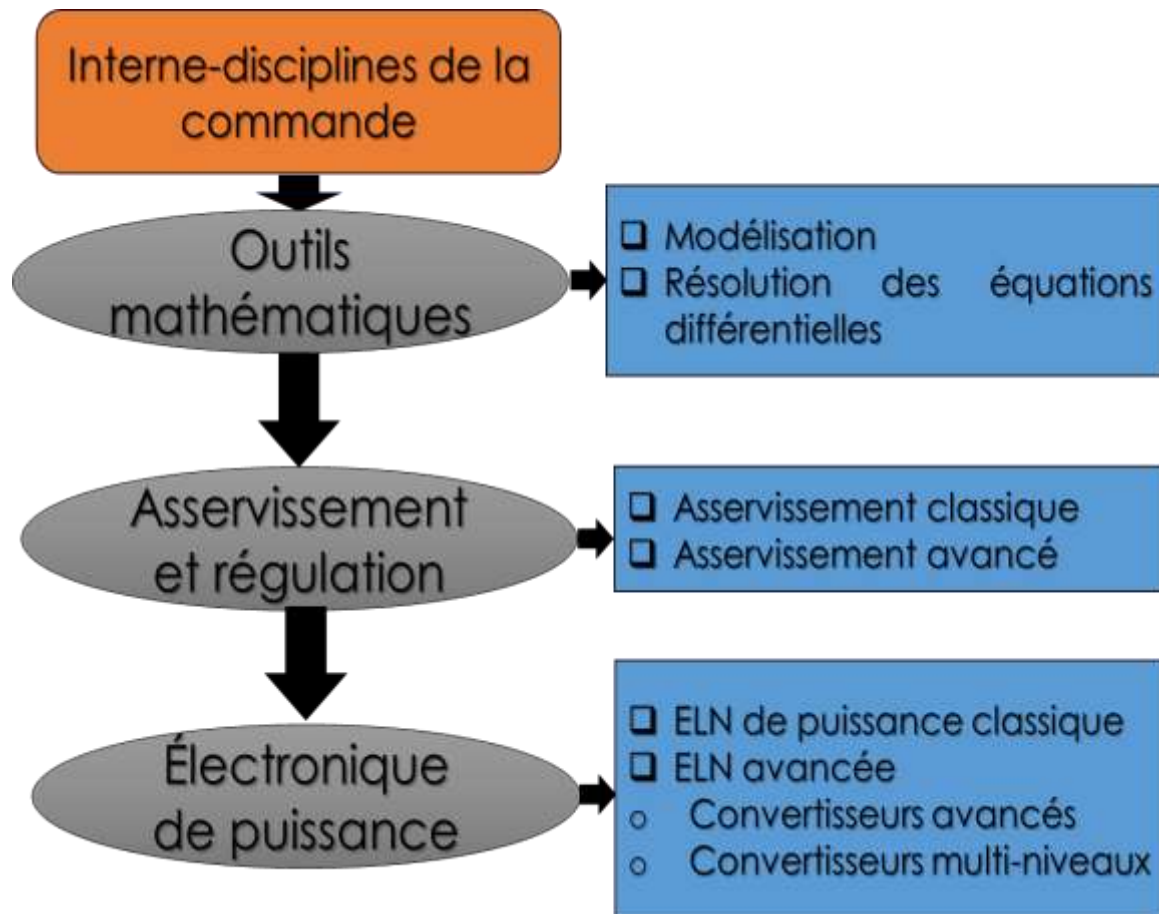 Interne-disciplines de la
commande
Outils
mathématiques
❑ Modélisation
❑ Résolution des équations
différentielles
Asservissement
et régulation
❑ Asservissement classique
❑ Asservissement avancé
Électronique
de puissance
❑ ELN de puissance classique
❑ ELN avancée
o Convertisseurs avancés
o Convertisseurs multi-niveaux